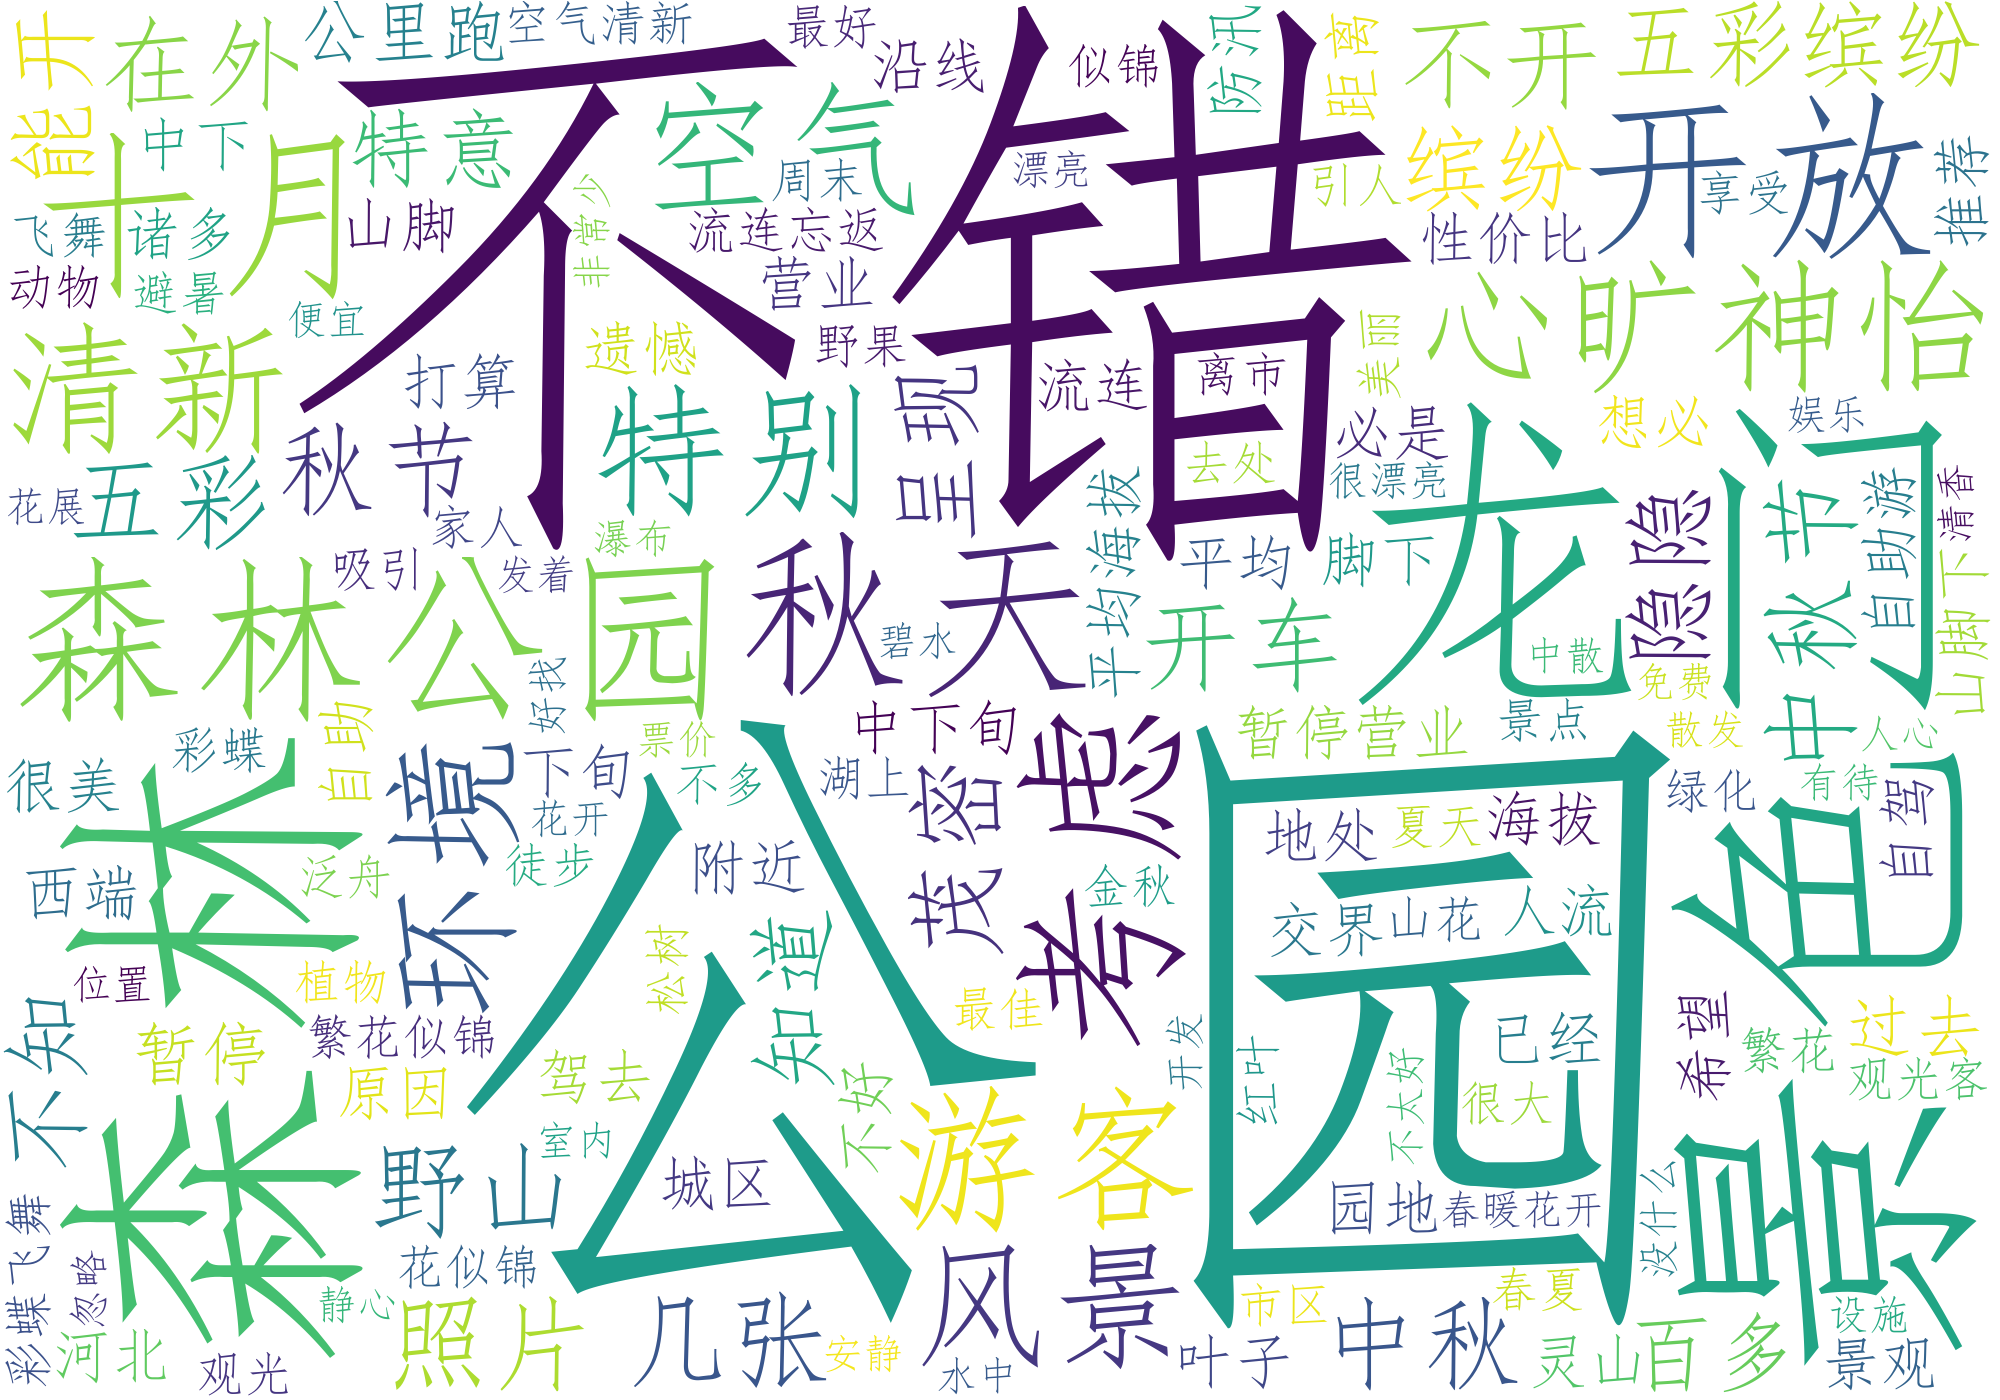 能开
在外
公里跑
空气清新
最好
沿线
似锦
防汛
距离
不开
五彩缤纷
不错
中下
特意
空气
周末
漂亮
引人
缤纷
开放
享受
推荐
十月
飞舞
诸多
山脚
非常少
流连忘返
性价比
动物
避暑
便宜
营业
清新
打算
遗憾
野果
呈现
流连
离市
美丽
心旷神怡
秋节
特别
去处
必是
想必
娱乐
花展
五彩
家人
瀑布
平均海拔
很漂亮
龙门
隐隐
中秋节
自助游
清香
吸引
发着
秋天
平均
脚下
森林公园
碧水
开车
中散
免费
山脚下
好找
彩蝶
自助
票价
中下旬
考虑
暂停营业
景点
散发
人心
很美
森林
环境
下旬
不多
湖上
茂密
地处
夏天
海拔
绿化
有待
自驾
花开
西端
泛舟
徒步
附近
金秋
交界
山花
人流
景色
位置
植物
松树
知道
最佳
公园
已经
希望
过去
不知
暂停
繁花似锦
原因
驾去
不好
开发
红叶
不太好
很大
繁花
观光客
野山
室内
城区
游客
园地
春暖花开
没什么
彩蝶飞舞
忽略
花似锦
风景
静心
市区
春夏
设施
河北
观光
照片
几张
安静
水中
叶子
中秋
灵山
百多
景观